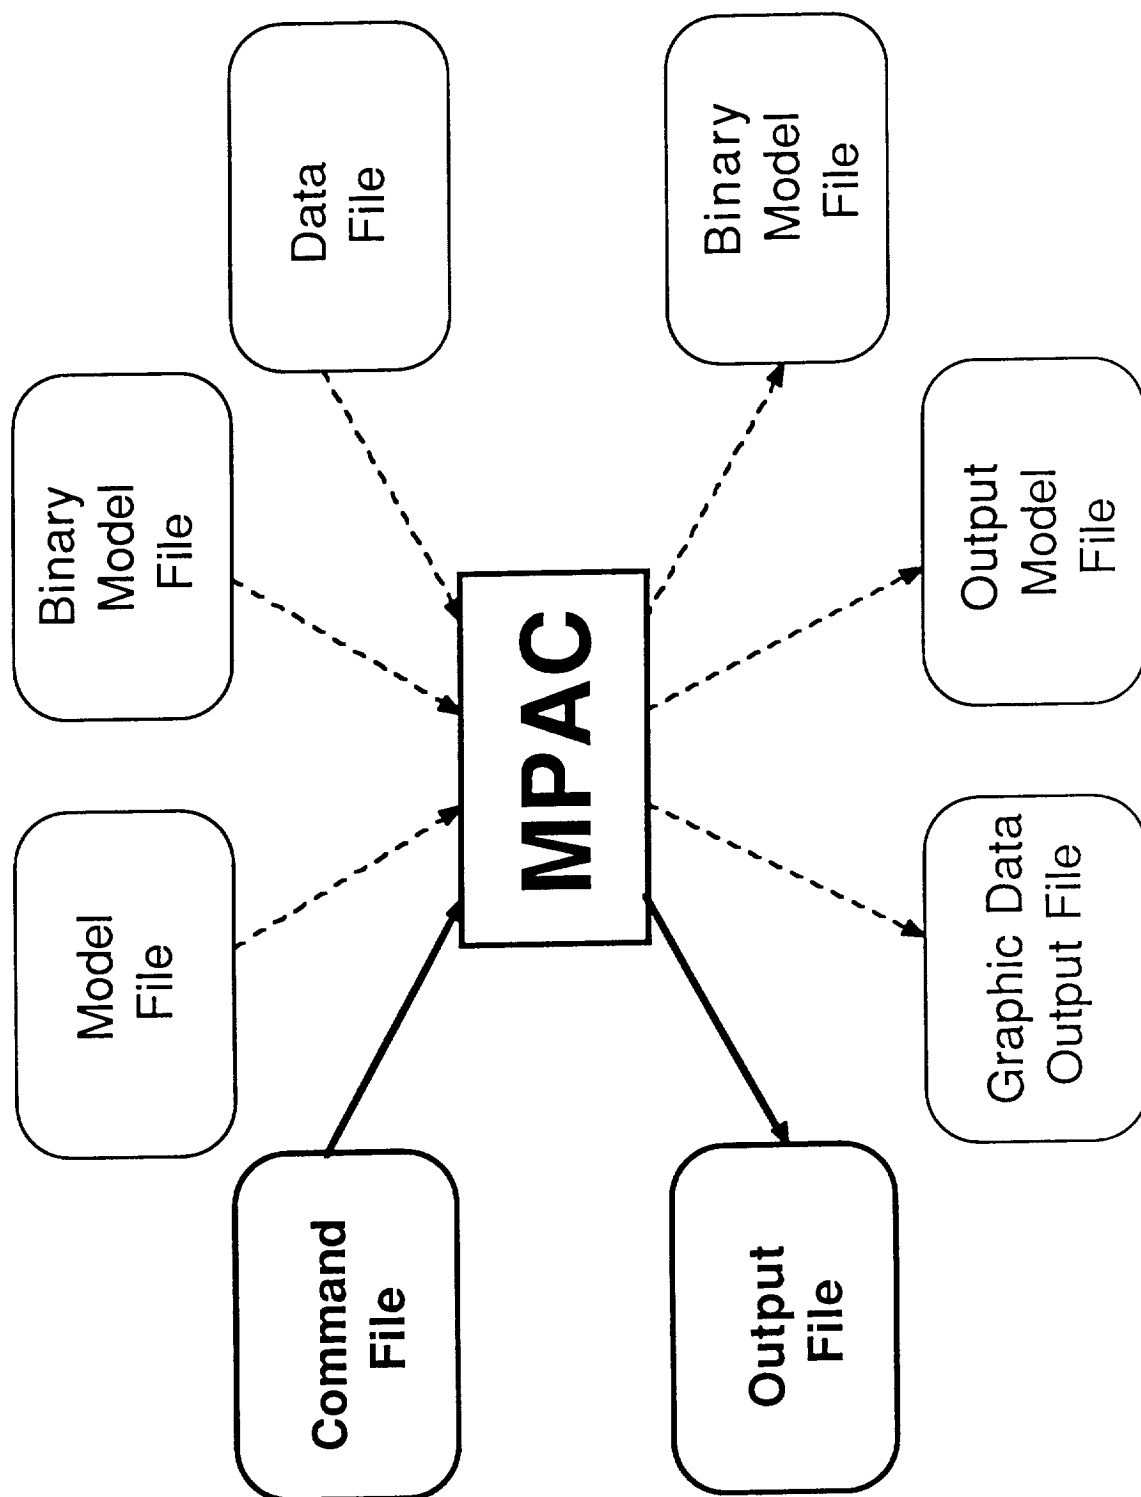 Command
File
Model
File
Binary
Model
File
Data
File
MPAC
Output
File
Graphic Data
Output File
Output
Model
File
Binary
Model
File